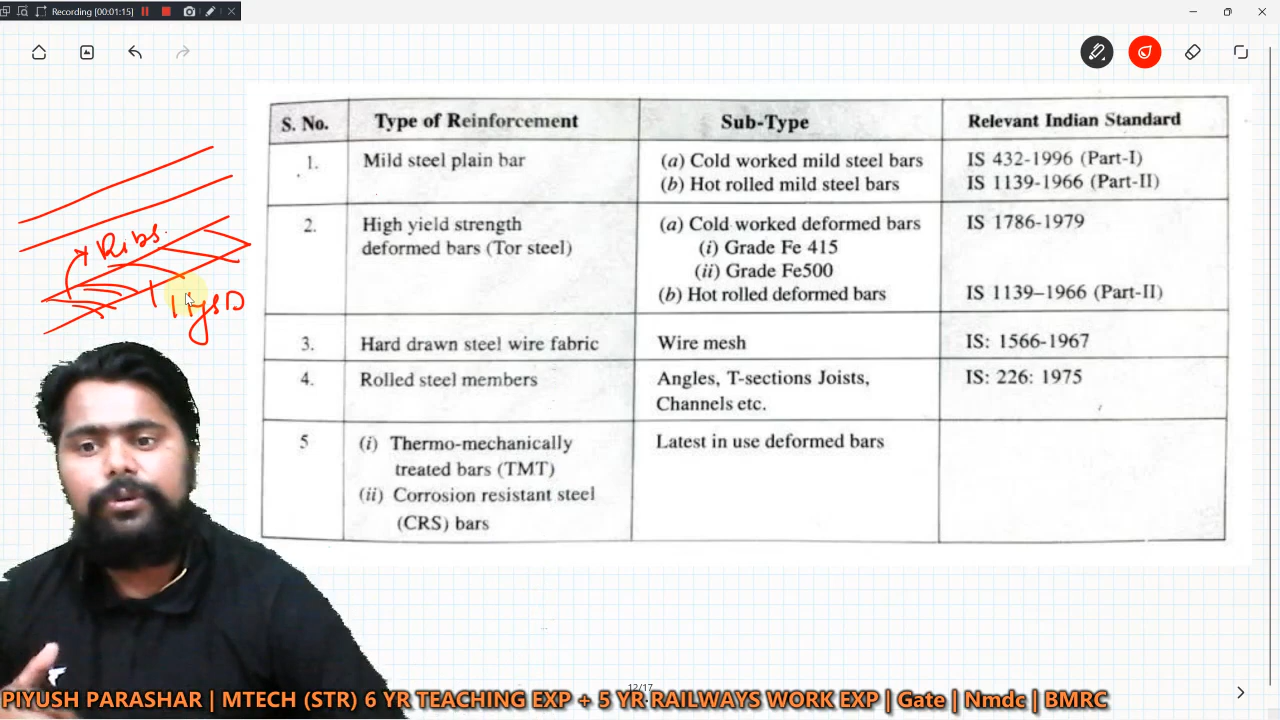 Recording [00:01:15]
S. No. Type of Reinforcement Sub-Type Relevant Indian Standard
1. Mild steel plain bar (a) Cold worked mild steel bars IS 432-1996 (Part-I)
(b) Hot rolled mild steel bars IS 1139-1966 (Part-II)
2. High yield strength (a) Cold worked deformed bars IS 1786-1979
deformed bars (Tor steel) (i) Grade Fe 415
(ii) Grade Fe500
(b) Hot rolled deformed bars IS 1139–1966 (Part-II)
3. Hard drawn steel wire fabric Wire mesh IS: 1566-1967
4. Rolled steel members Angles, T-sections Joists, IS: 226: 1975
Channels etc.
5 (i) Thermo-mechanically Latest in use deformed bars
treated bars (TMT)
(ii) Corrosion resistant steel
(CRS) bars
Ribs.
HYSD
12/17
PIYUSH PARASHAR | MTECH (STR) 6 YR TEACHING EXP + 5 YR RAILWAYS WORK EXP | Gate | Nmdc | BMRC